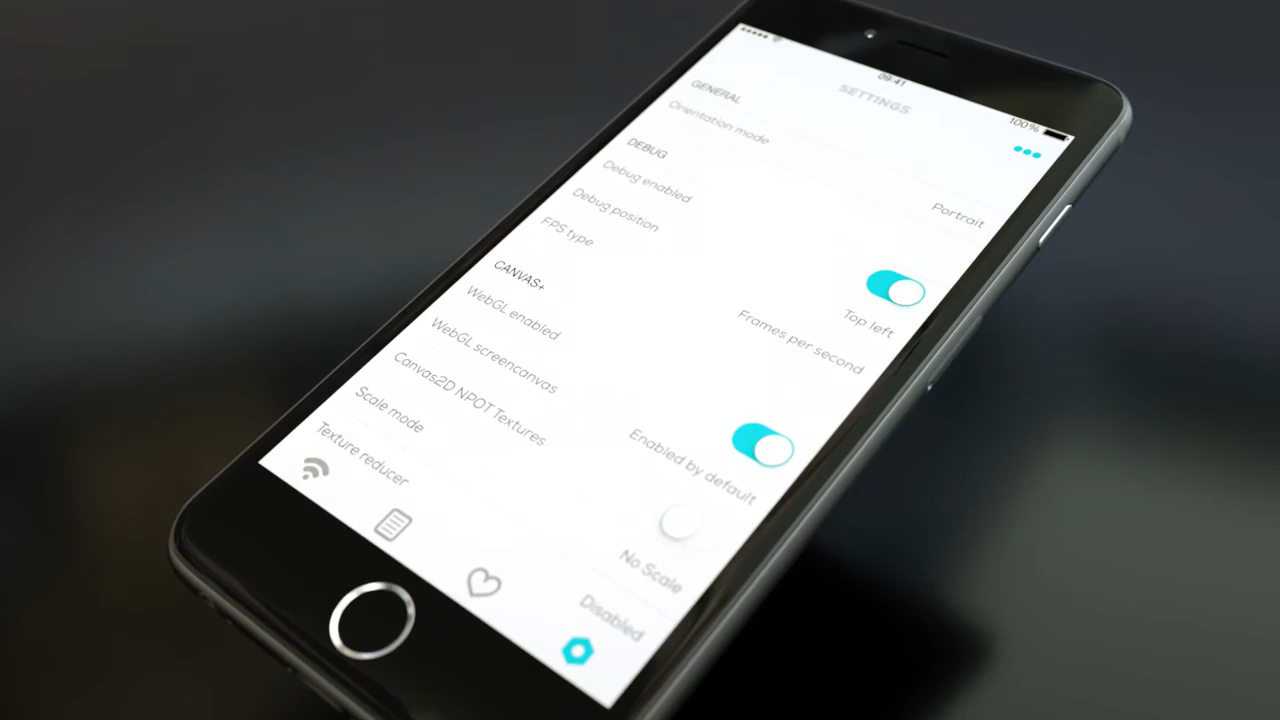 09:41
100%
SETTINGS
GENERAL
Orientation mode Portrait
DEBUG
Debug enabled
Debug position Top left
FPS type Frames per second
CANVAS+
WebGL enabled
WebGL screencanvas Enabled by default
Canvas2D NPOT Textures
Scale mode No Scale
Texture reducer Disabled